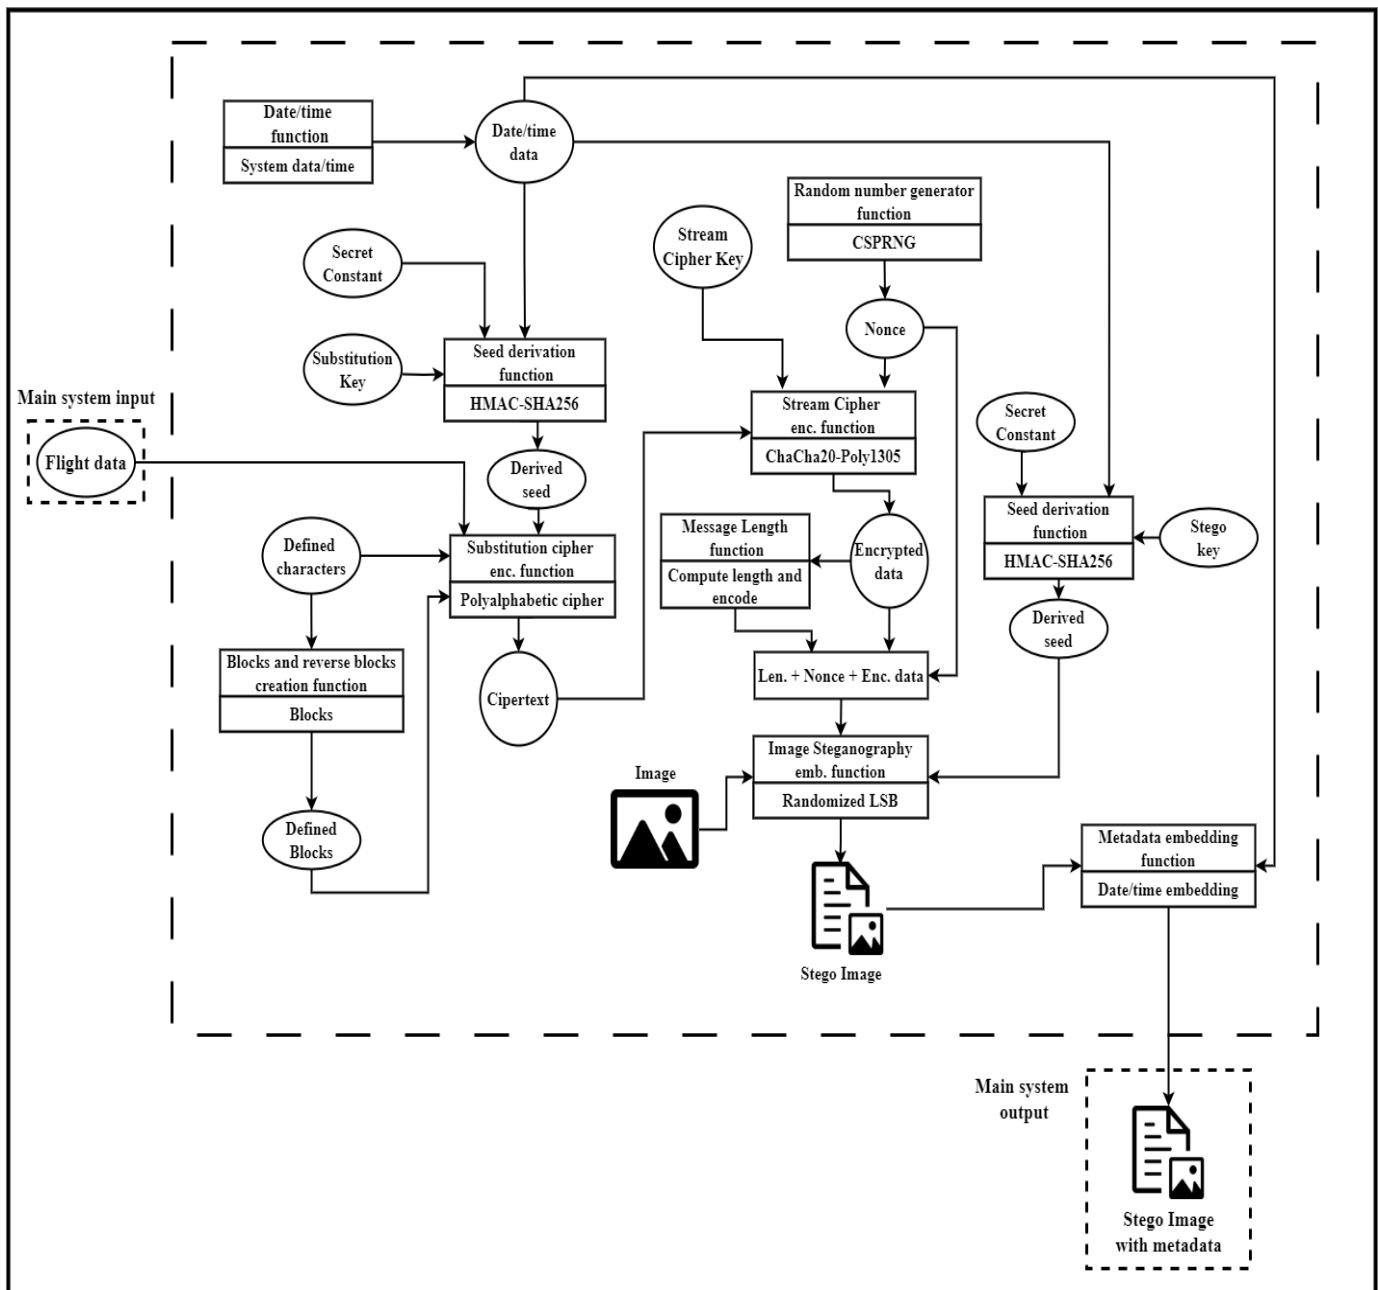 Date/time
function
System data/time
Date/time
data
Random number generator
function
CSPRNG
Stream
Cipher Key
Secret
Constant
Nonce
Substitution
Key
Seed derivation
function
HMAC-SHA256
Main system input
Flight data
Stream Cipher
enc. function
ChaCha20-Poly1305
Secret
Constant
Derived
seed
Defined
characters
Substitution cipher
enc. function
Polyalphabetic cipher
Message Length
function
Compute length and
encode
Encrypted
data
Seed derivation
function
HMAC-SHA256
Stego
key
Derived
seed
Blocks and reverse blocks
creation function
Blocks
Cipertext
Len. + Nonce + Enc. data
Image Steganography
emb. function
Randomized LSB
Image
Defined
Blocks
Metadata embedding
function
Date/time embedding
Stego Image
Main system
output
Stego Image
with metadata